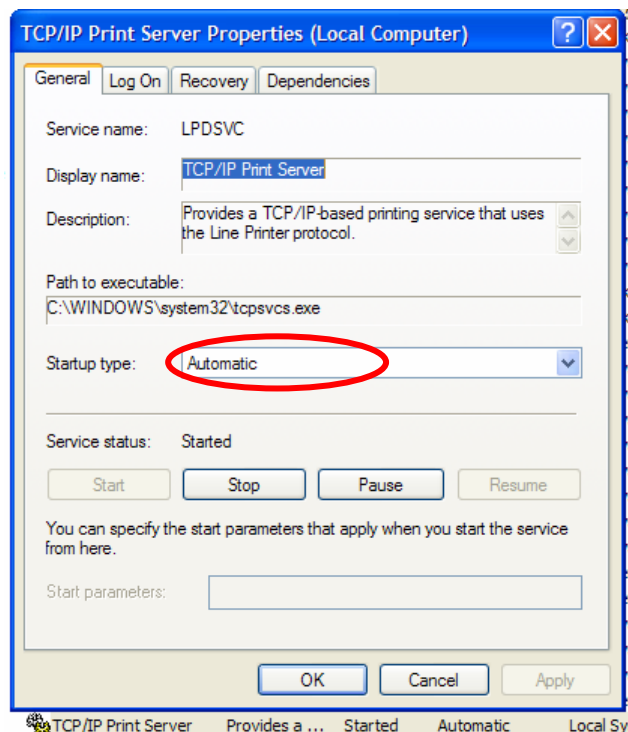 TCP/IP Print Server Properties (Local Computer)
General Log On Recovery Dependencies
Service name: LPDSVC
Display name: TCP/IP Print Server
Description: Provides a TCP/IP-based printing service that uses
the Line Printer protocol.
Path to executable:
C:\WINDOWS\system32\tcpsvcs.exe
Startup type: Automatic
Service status: Started
Start Stop Pause Resume
You can specify the start parameters that apply when you start the service
from here.
Start parameters:
OK Cancel Apply
TCP/IP Print Server Provides a ... Started Automatic Local Sy